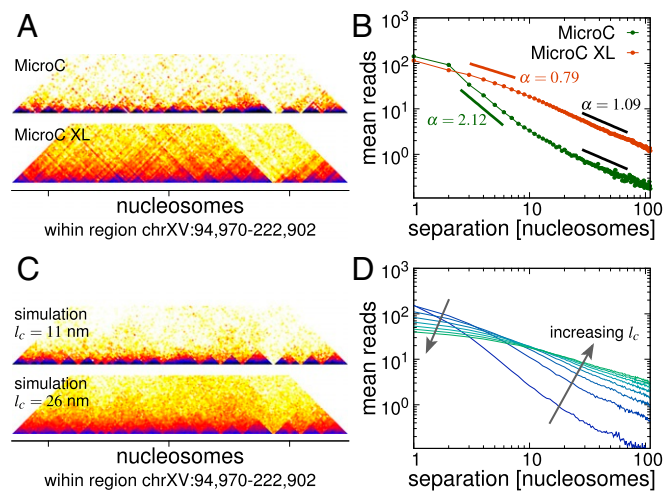 A
MicroC
MicroC XL
nucleosomes
wihin region chrXV:94,970-222,902
B
10³
10²
10¹
10⁰
mean reads
MicroC
MicroC XL
α = 0.79
α = 1.09
α = 2.12
1
10
100
separation [nucleosomes]
C
simulation
l_c = 11 nm
simulation
l_c = 26 nm
nucleosomes
wihin region chrXV:94,970-222,902
D
10³
10²
10¹
10⁰
mean reads
increasing l_c
1
10
100
separation [nucleosomes]